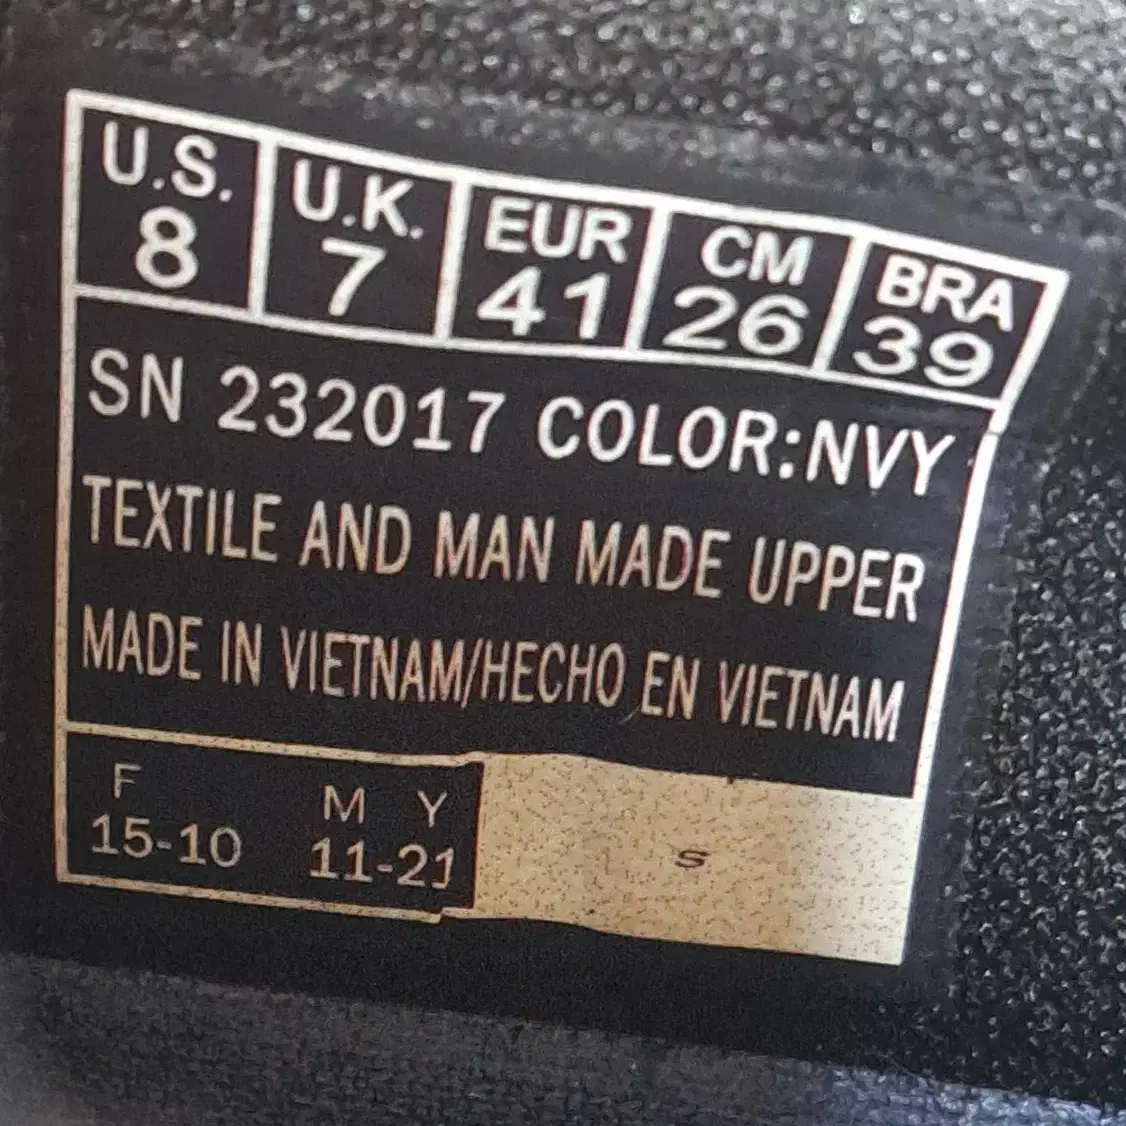 U.S. U.K. EUR CM BRA
8 7 41 26 39
SN 232017 COLOR:NVY
TEXTILE AND MAN MADE UPPER
MADE IN VIETNAM/HECHO EN VIETNAM
F M Y
15-10 11-21
S